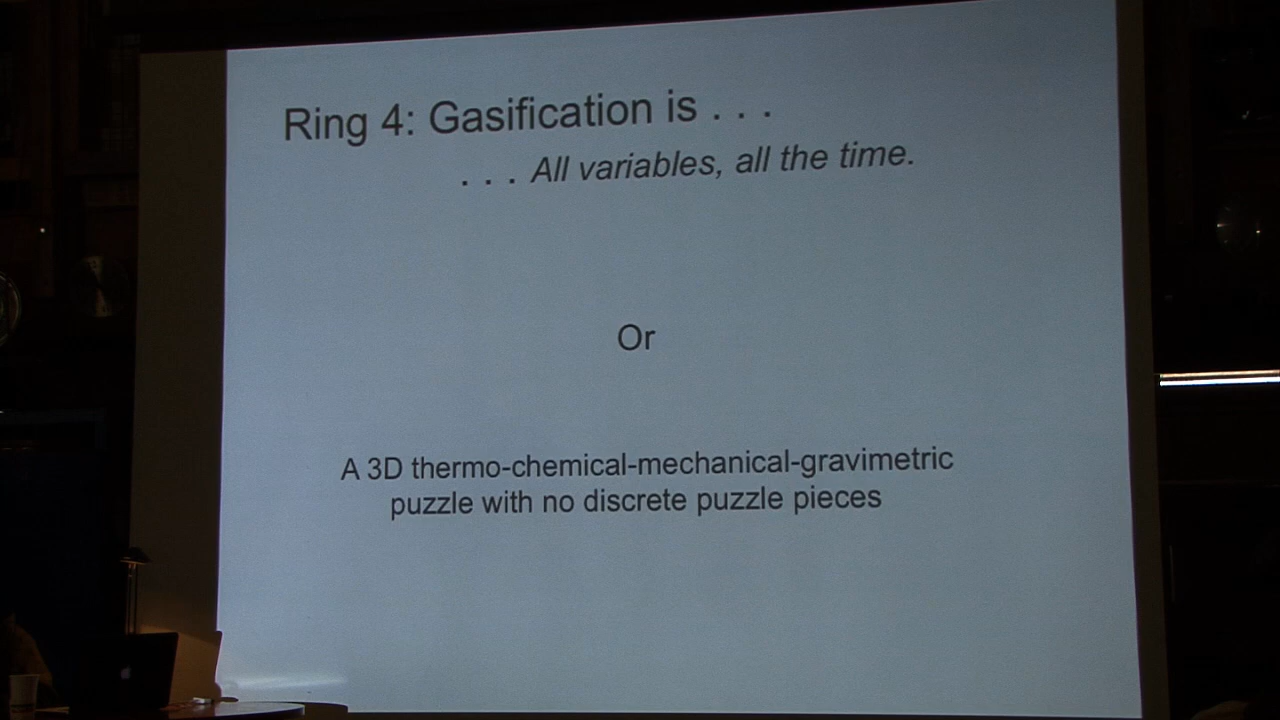 Ring 4: Gasification is . . .
. . . All variables, all the time.
Or
A 3D thermo-chemical-mechanical-gravimetric
puzzle with no discrete puzzle pieces